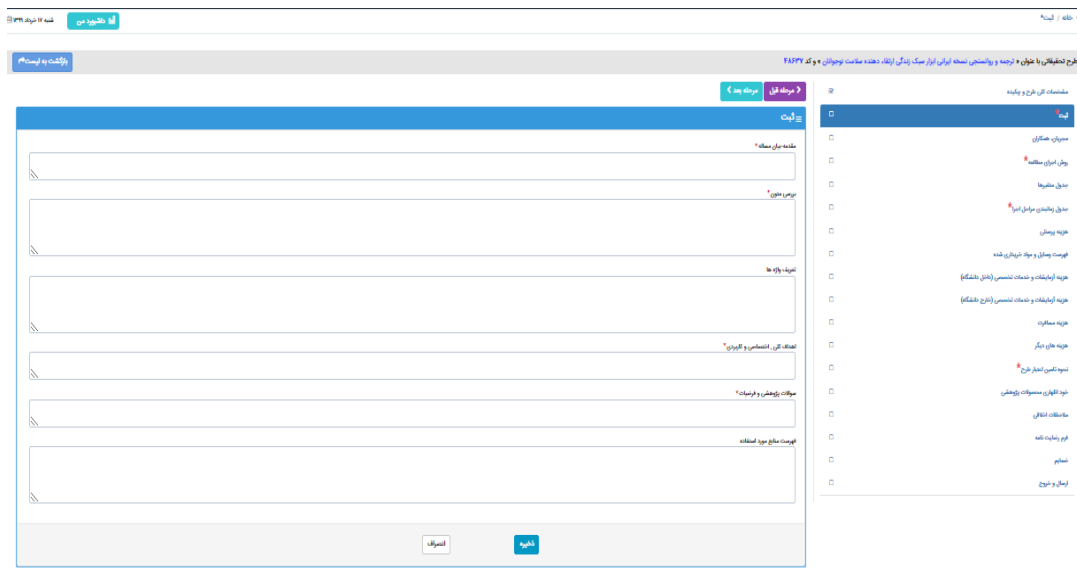 خانه / ثبت*
داشبورد من
شنبه ۱۷ خرداد ۱۳۹۹
طرح تحقیقاتی با عنوان « ترجمه و روانسنجی نسخه ایرانی ابزار سبک زندگی ارتقاء دهنده سلامت نوجوانان » و کد ۴۸۶۳۷
بازگشت به لیست
مشخصات کلی طرح و چکیده
ثبت*
مجریان، همکاران
روش اجرای مطالعه*
جدول متغیرها
جدول زمانبندی مراحل اجرا*
هزینه پرسنلی
فهرست وسایل و مواد خریداری شده
هزینه آزمایشات و خدمات تخصصی (داخل دانشگاه)
هزینه آزمایشات و خدمات تخصصی (خارج دانشگاه)
هزینه مسافرت
هزینه های دیگر
نحوه تامین اعتبار طرح*
خود اظهاری محصولات پژوهشی
ملاحظات اخلاقی
فرم رضایت نامه
ضمایم
ارسال و خروج
مرحله قبل
مرحله بعد
ثبت
مقدمه-بیان مساله*
بررسی متون*
تعریف واژه ها
اهداف کلی , اختصاصی و کاربردی*
سوالات پژوهشی و فرضیات*
فهرست منابع مورد استفاده
ذخیره
انصراف